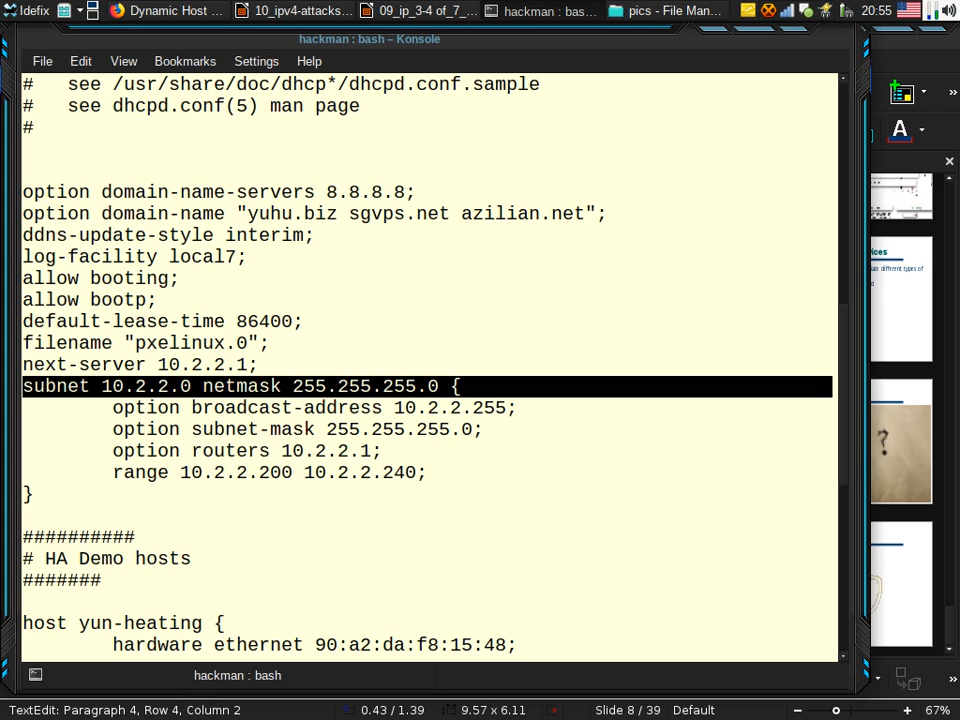 Idefix
Dynamic Host ...
10_ipv4-attacks...
09_ip_3-4 of_7_...
hackman : bas...
pics - File Man...
20:55
hackman : bash – Konsole
File Edit View Bookmarks Settings Help
#   see /usr/share/doc/dhcp*/dhcpd.conf.sample
#   see dhcpd.conf(5) man page
#
option domain-name-servers 8.8.8.8;
option domain-name "yuhu.biz sgvps.net azilian.net";
ddns-update-style interim;
log-facility local7;
allow booting;
allow bootp;
default-lease-time 86400;
filename "pxelinux.0";
next-server 10.2.2.1;
subnet 10.2.2.0 netmask 255.255.255.0 {
        option broadcast-address 10.2.2.255;
        option subnet-mask 255.255.255.0;
        option routers 10.2.2.1;
        range 10.2.2.200 10.2.2.240;
}
##########
# HA Demo hosts
#######
host yun-heating {
        hardware ethernet 90:a2:da:f8:15:48;
hackman : bash
A
»
»
ices
different types of
?
»
TextEdit: Paragraph 4, Row 4, Column 2
0.43 / 1.39
9.57 x 6.11
Slide 8 / 39
Default
67%